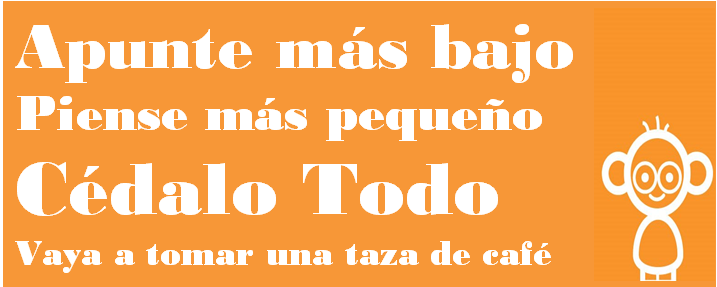 Apunte más bajo
Piense más pequeño
Cédalo Todo
Vaya a tomar una taza de café